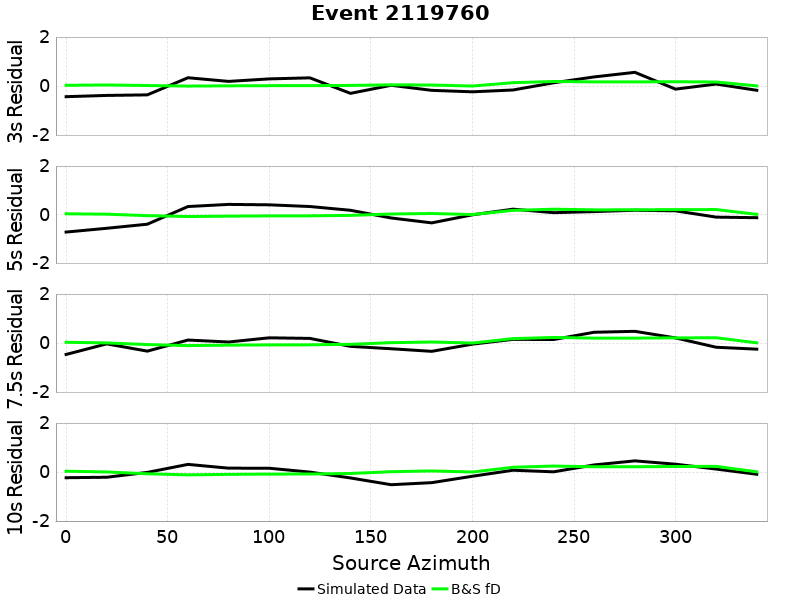 Event 2119760
3s Residual
2
0
-2
5s Residual
2
0
-2
7.5s Residual
2
0
-2
10s Residual
2
0
-2
0 50 100 150 200 250 300
Source Azimuth
Simulated Data B&S fD